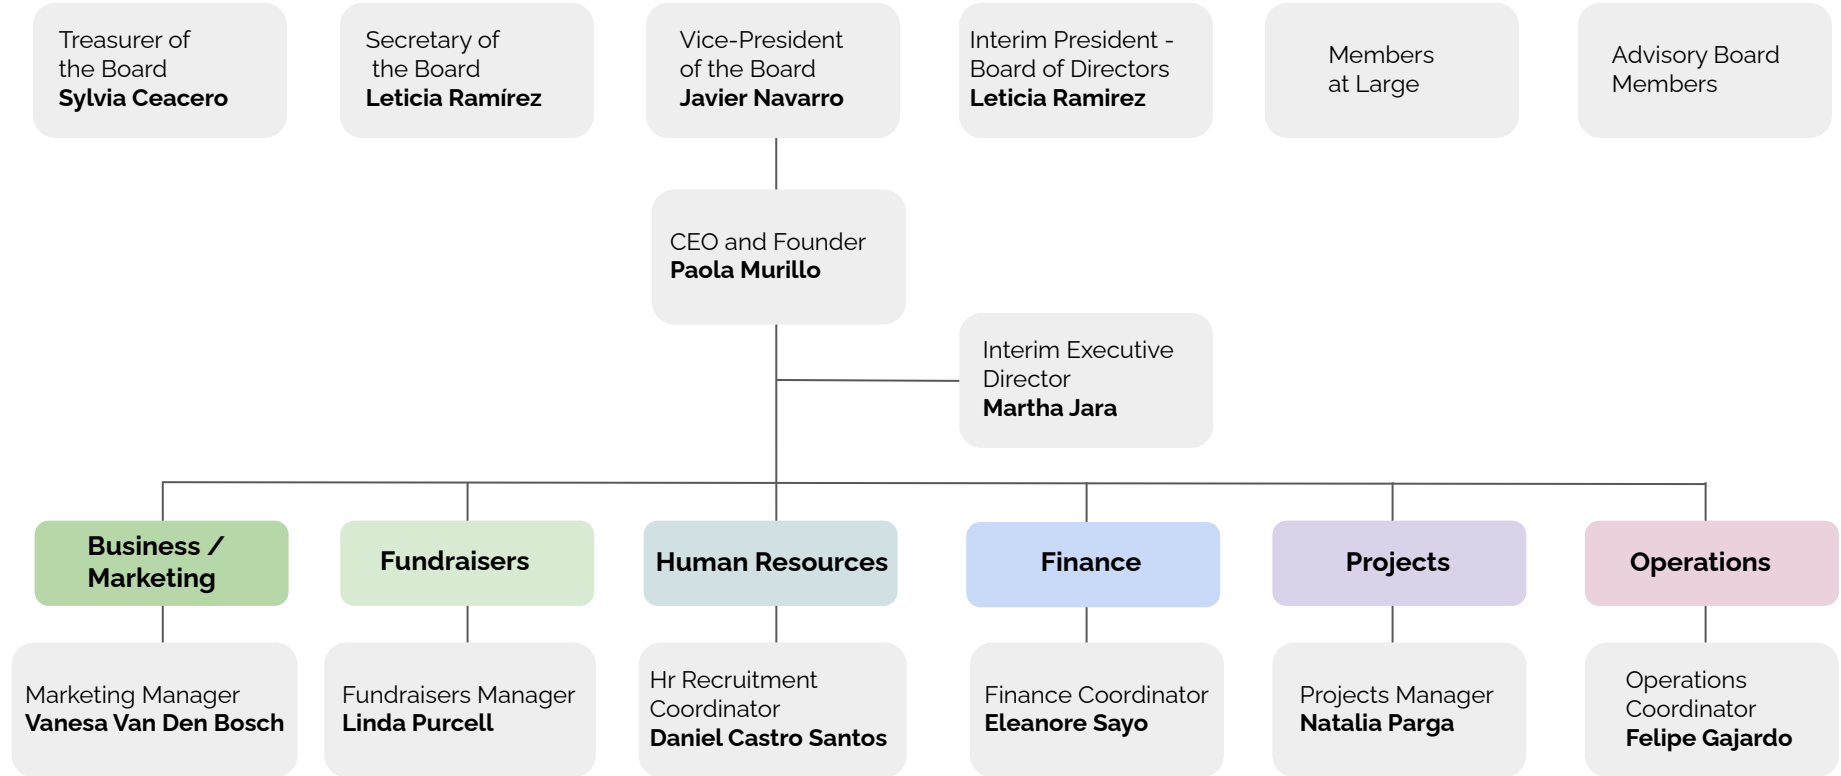 Treasurer of
the Board
Sylvia Ceacero
Secretary of
the Board
Leticia Ramírez
Vice-President
of the Board
Javier Navarro
Interim President -
Board of Directors
Leticia Ramirez
Members
at Large
Advisory Board
Members
CEO and Founder
Paola Murillo
Interim Executive
Director
Martha Jara
Business /
Marketing
Fundraisers
Human Resources
Finance
Projects
Operations
Marketing Manager
Vanesa Van Den Bosch
Fundraisers Manager
Linda Purcell
Hr Recruitment
Coordinator
Daniel Castro Santos
Finance Coordinator
Eleanore Sayo
Projects Manager
Natalia Parga
Operations
Coordinator
Felipe Gajardo